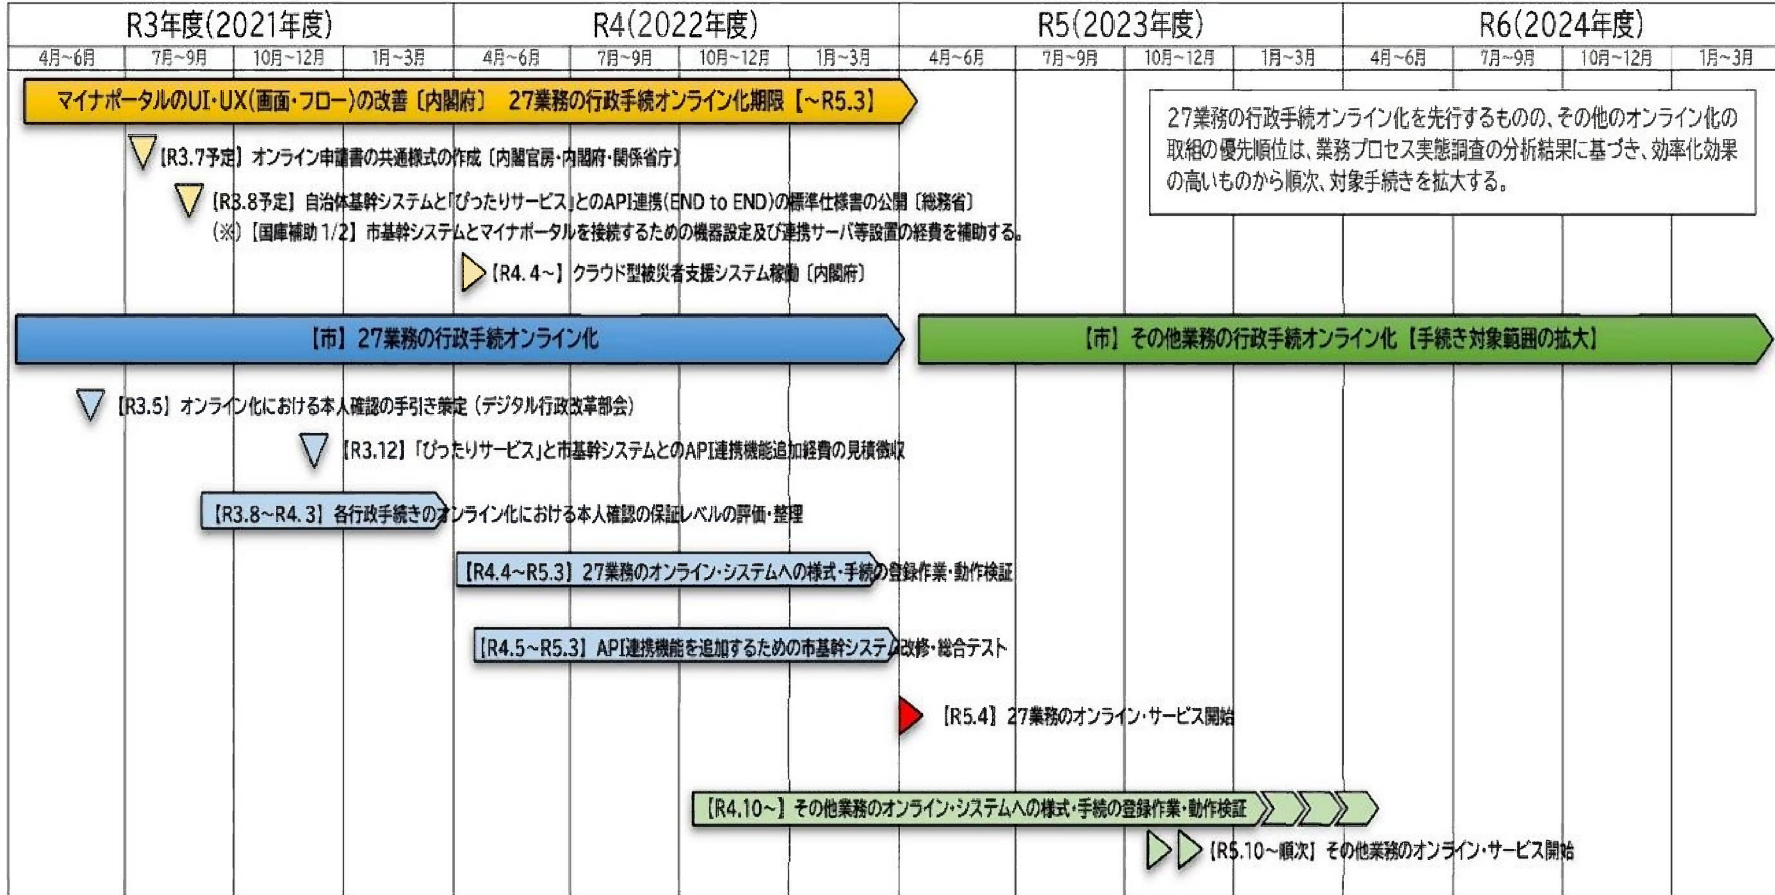 R3年度(2021年度) R4(2022年度) R5(2023年度) R6(2024年度)
4月~6月 7月~9月 10月~12月 1月~3月 4月~6月 7月~9月 10月~12月 1月~3月 4月~6月 7月~9月 10月~12月 1月~3月 4月~6月 7月~9月 10月~12月 1月~3月
マイナポータルのUI・UX(画面・フロー)の改善〔内閣府〕 27業務の行政手続オンライン化期限【~R5.3】
27業務の行政手続オンライン化を先行するものの、その他のオンライン化の
取組の優先順位は、業務プロセス実態調査の分析結果に基づき、効率化効果
の高いものから順次、対象手続きを拡大する。
【R3.7予定】オンライン申請書の共通様式の作成〔内閣官房・内閣府・関係省庁〕
【R3.8予定】自治体基幹システムと「ぴったりサービス」とのAPI連携(END to END)の標準仕様書の公開〔総務省〕
(※)【国庫補助1/2】市基幹システムとマイナポータルを接続するための機器設定及び連携サーバ等設置の経費を補助する。
【R4.4~】クラウド型被災者支援システム稼働〔内閣府〕
【市】27業務の行政手続オンライン化
【市】その他業務の行政手続オンライン化【手続き対象範囲の拡大】
【R3.5】オンライン化における本人確認の手引き策定(デジタル行政改革部会)
【R3.12】「ぴったりサービス」と市基幹システムとのAPI連携機能追加経費の見積徴収
【R3.8~R4.3】各行政手続きのオンライン化における本人確認の保証レベルの評価・整理
【R4.4~R5.3】27業務のオンライン・システムへの様式・手続の登録作業・動作検証
【R4.5~R5.3】API連携機能を追加するための市基幹システム改修・総合テスト
【R5.4】27業務のオンライン・サービス開始
【R4.10~】その他業務のオンライン・システムへの様式・手続の登録作業・動作検証
【R5.10~順次】その他業務のオンライン・サービス開始